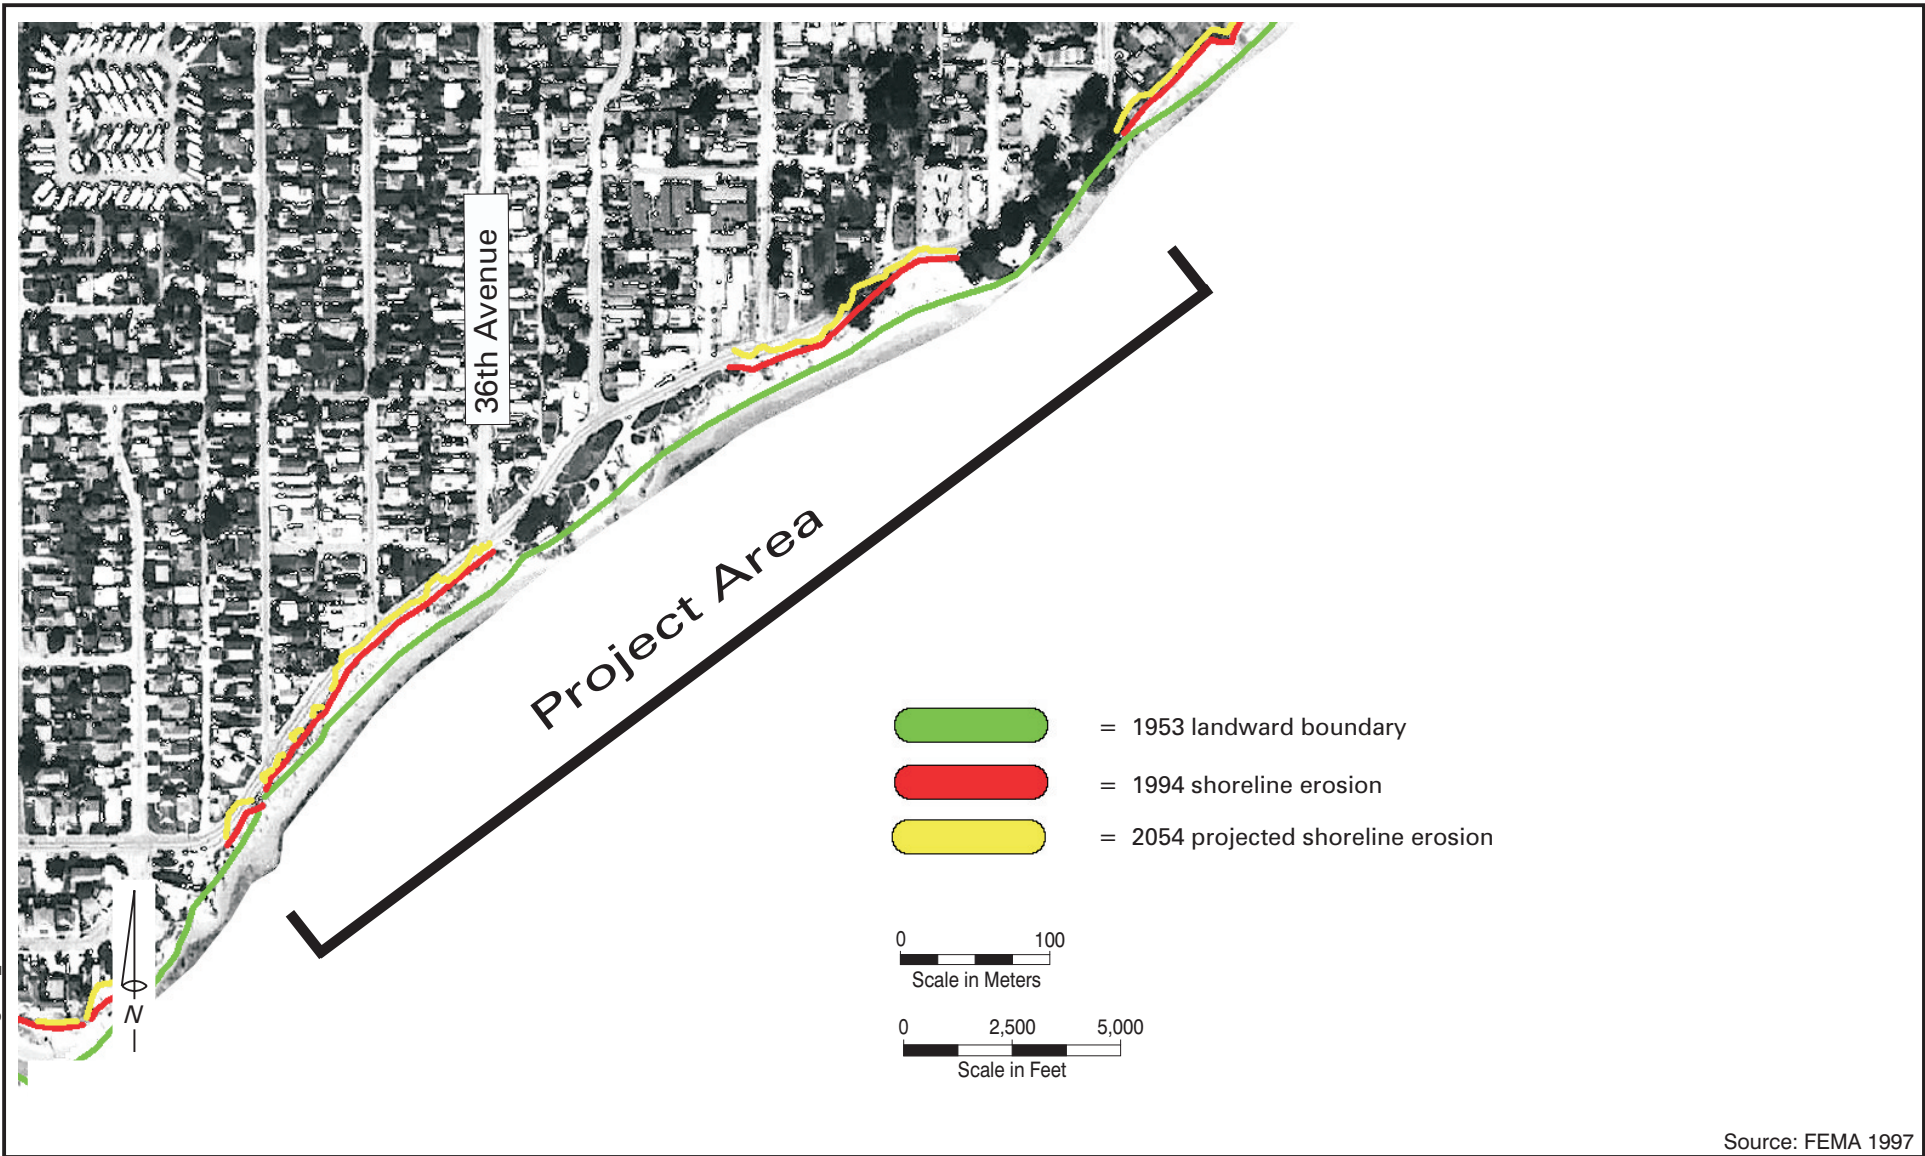 36th Avenue
Project Area
= 1953 landward boundary
= 1994 shoreline erosion
= 2054 projected shoreline erosion
0 100
Scale in Meters
0 2,500 5,000
Scale in Feet
N
Source: FEMA 1997